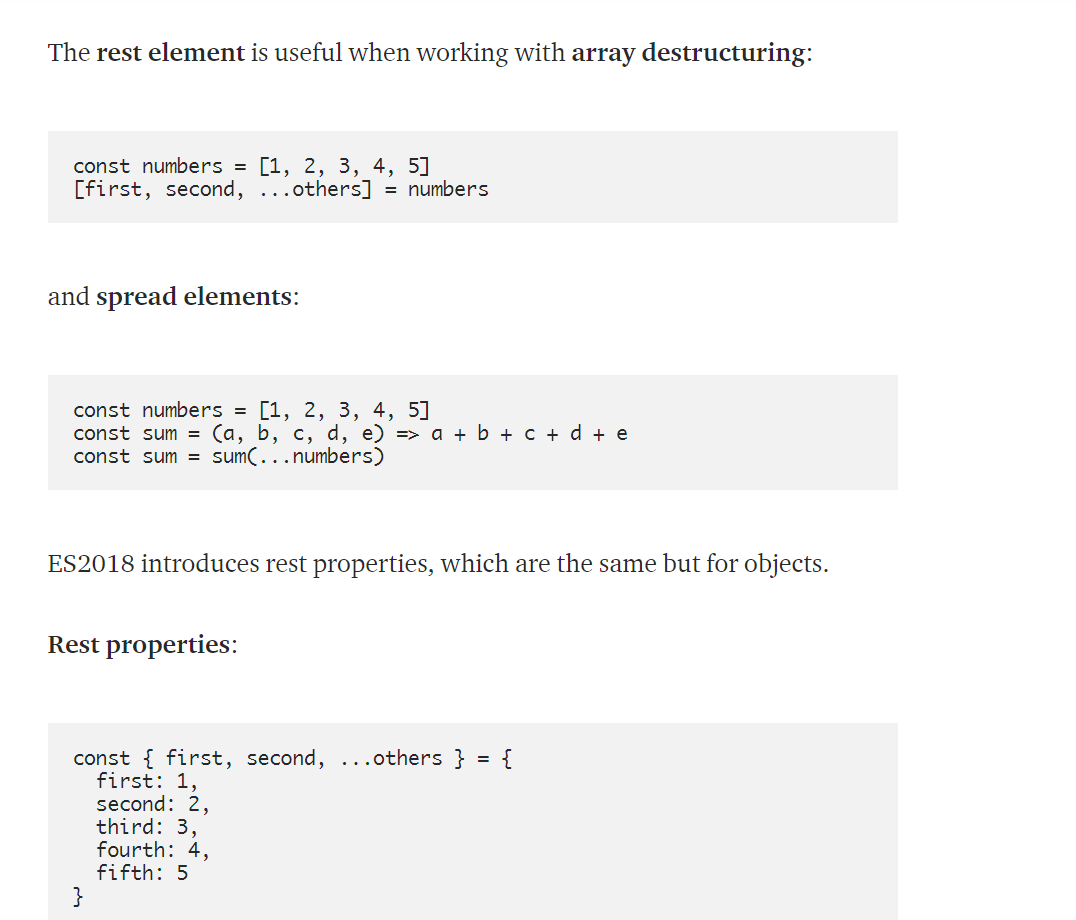 The rest element is useful when working with array destructuring:
const numbers = [1, 2, 3, 4, 5]
[first, second, ...others] = numbers
and spread elements:
const numbers = [1, 2, 3, 4, 5]
const sum = (a, b, c, d, e) => a + b + c + d + e
const sum = sum(...numbers)
ES2018 introduces rest properties, which are the same but for objects.
Rest properties:
const { first, second, ...others } = {
  first: 1,
  second: 2,
  third: 3,
  fourth: 4,
  fifth: 5
}